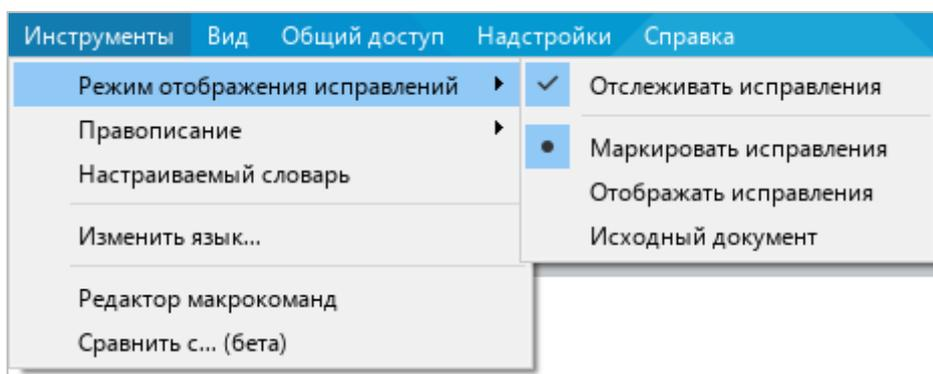 Инструменты Вид Общий доступ Надстройки Справка
Режим отображения исправлений
Отслеживать исправления
Правописание
Маркировать исправления
Настраиваемый словарь
Отображать исправления
Изменить язык...
Исходный документ
Редактор макрокоманд
Сравнить с... (бета)